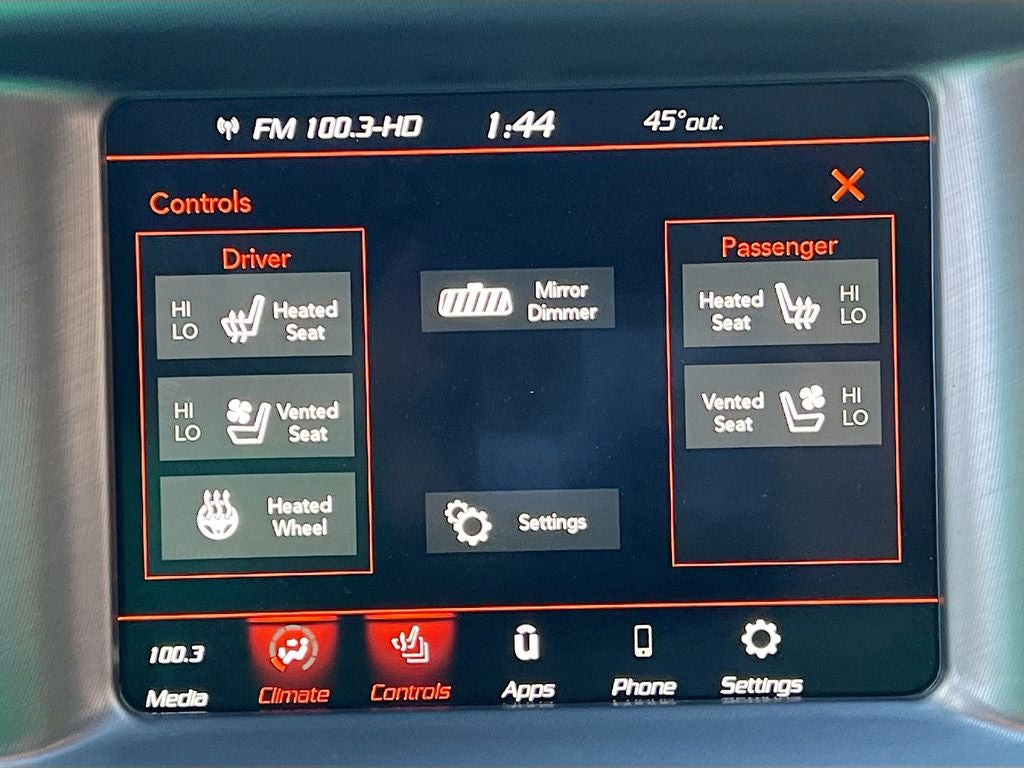 FM 100.3-HD 1:44 45°out.
Controls
Driver
HI
LO
Heated
Seat
HI
LO
Vented
Seat
Heated
Wheel
Mirror
Dimmer
Settings
Passenger
Heated
Seat
HI
LO
Vented
Seat
HI
LO
100.3
Media Climate Controls Apps Phone Settings